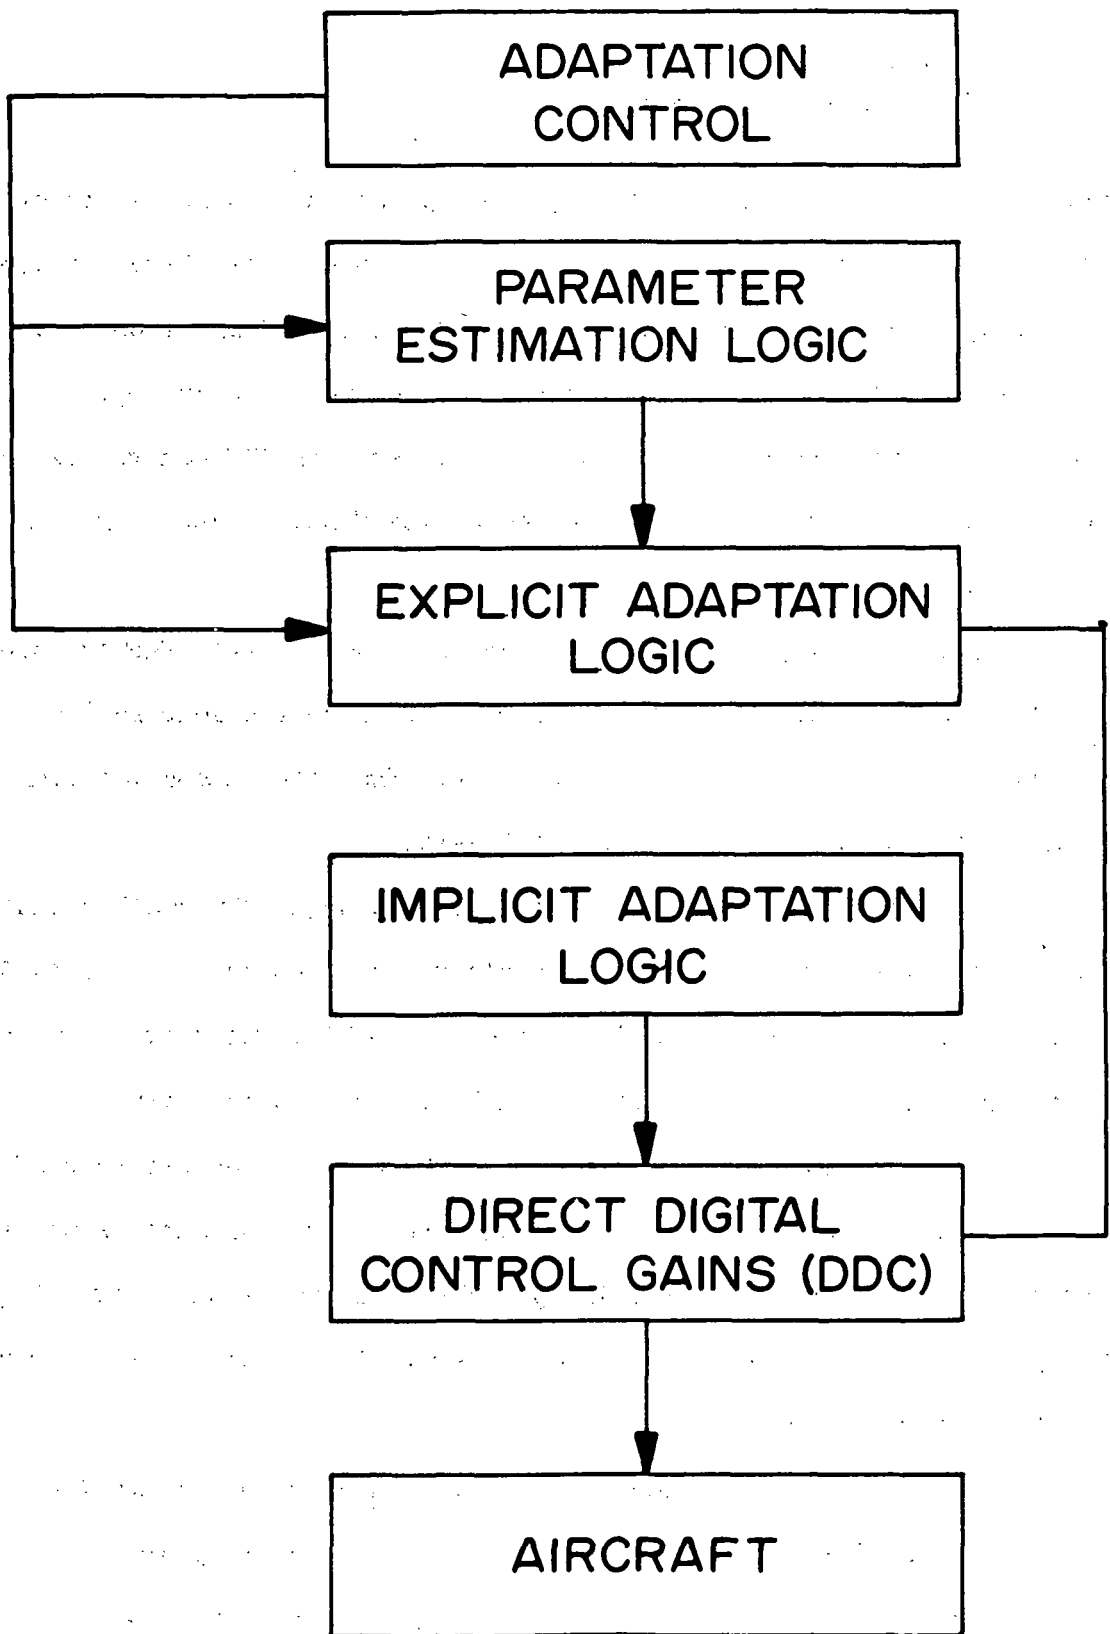 ADAPTATION
CONTROL
PARAMETER
ESTIMATION LOGIC
EXPLICIT ADAPTATION
LOGIC
IMPLICIT ADAPTATION
LOGIC
DIRECT DIGITAL
CONTROL GAINS (DDC)
AIRCRAFT